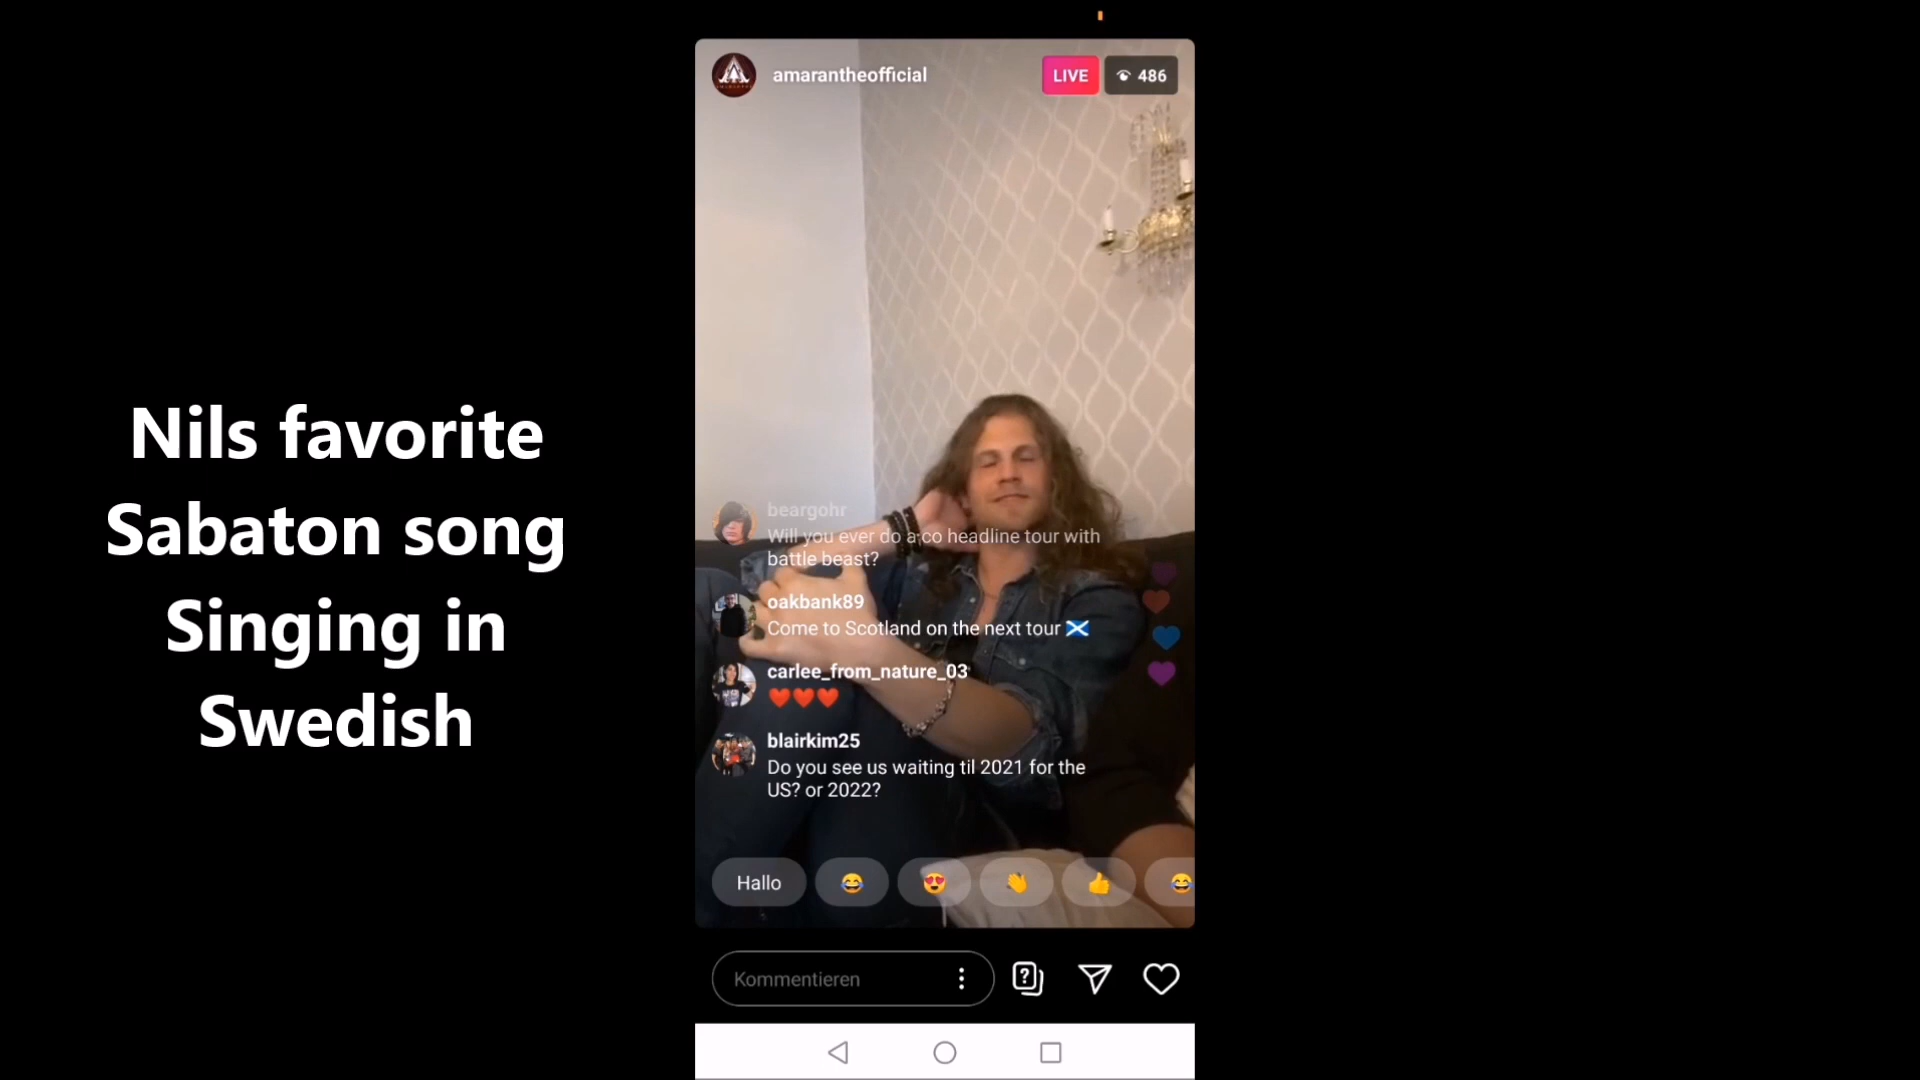 Nils favorite
Sabaton song
Singing in
Swedish
amarantheofficial
LIVE
486
beargohr
Will you ever do a co headline tour with
battle beast?
oakbank89
Come to Scotland on the next tour 🏴󠁧󠁢󠁳󠁣󠁴󠁿
carlee_from_nature_03
❤️❤️❤️
blairkim25
Do you see us waiting til 2021 for the
US? or 2022?
Hallo
Kommentieren